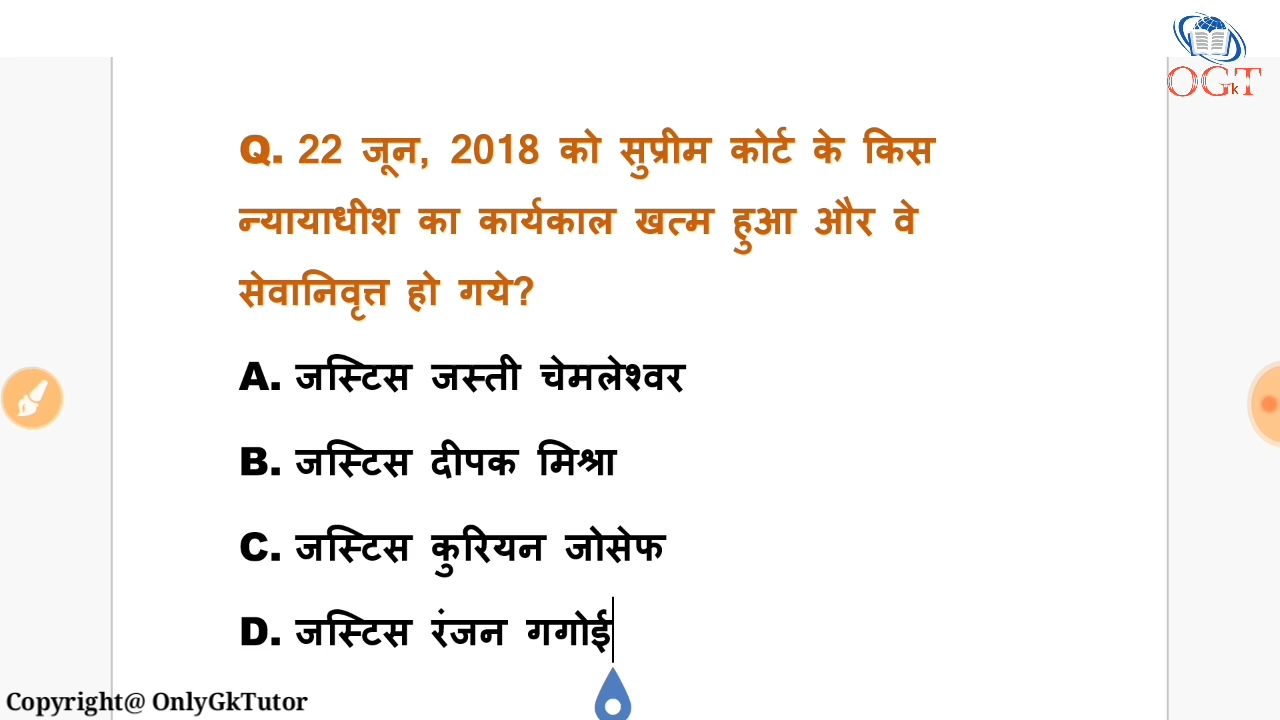 OGT
k
Q. 22 जून, 2018 को सुप्रीम कोर्ट के किस
न्यायाधीश का कार्यकाल खत्म हुआ और वे
सेवानिवृत्त हो गये?
A. जस्टिस जस्ती चेमलेश्वर
B. जस्टिस दीपक मिश्रा
C. जस्टिस कुरियन जोसेफ
D. जस्टिस रंजन गगोई
Copyright@ OnlyGkTutor